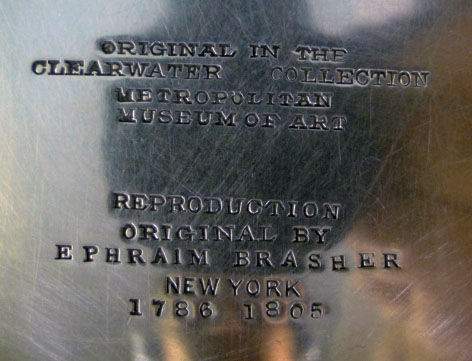 ORIGINAL IN THE
CLEARWATER COLLECTION
METROPOLITAN
MUSEUM OF ART
REPRODUCTION
ORIGINAL BY
EPHRAIM BRASHER
NEW YORK
1786 1805